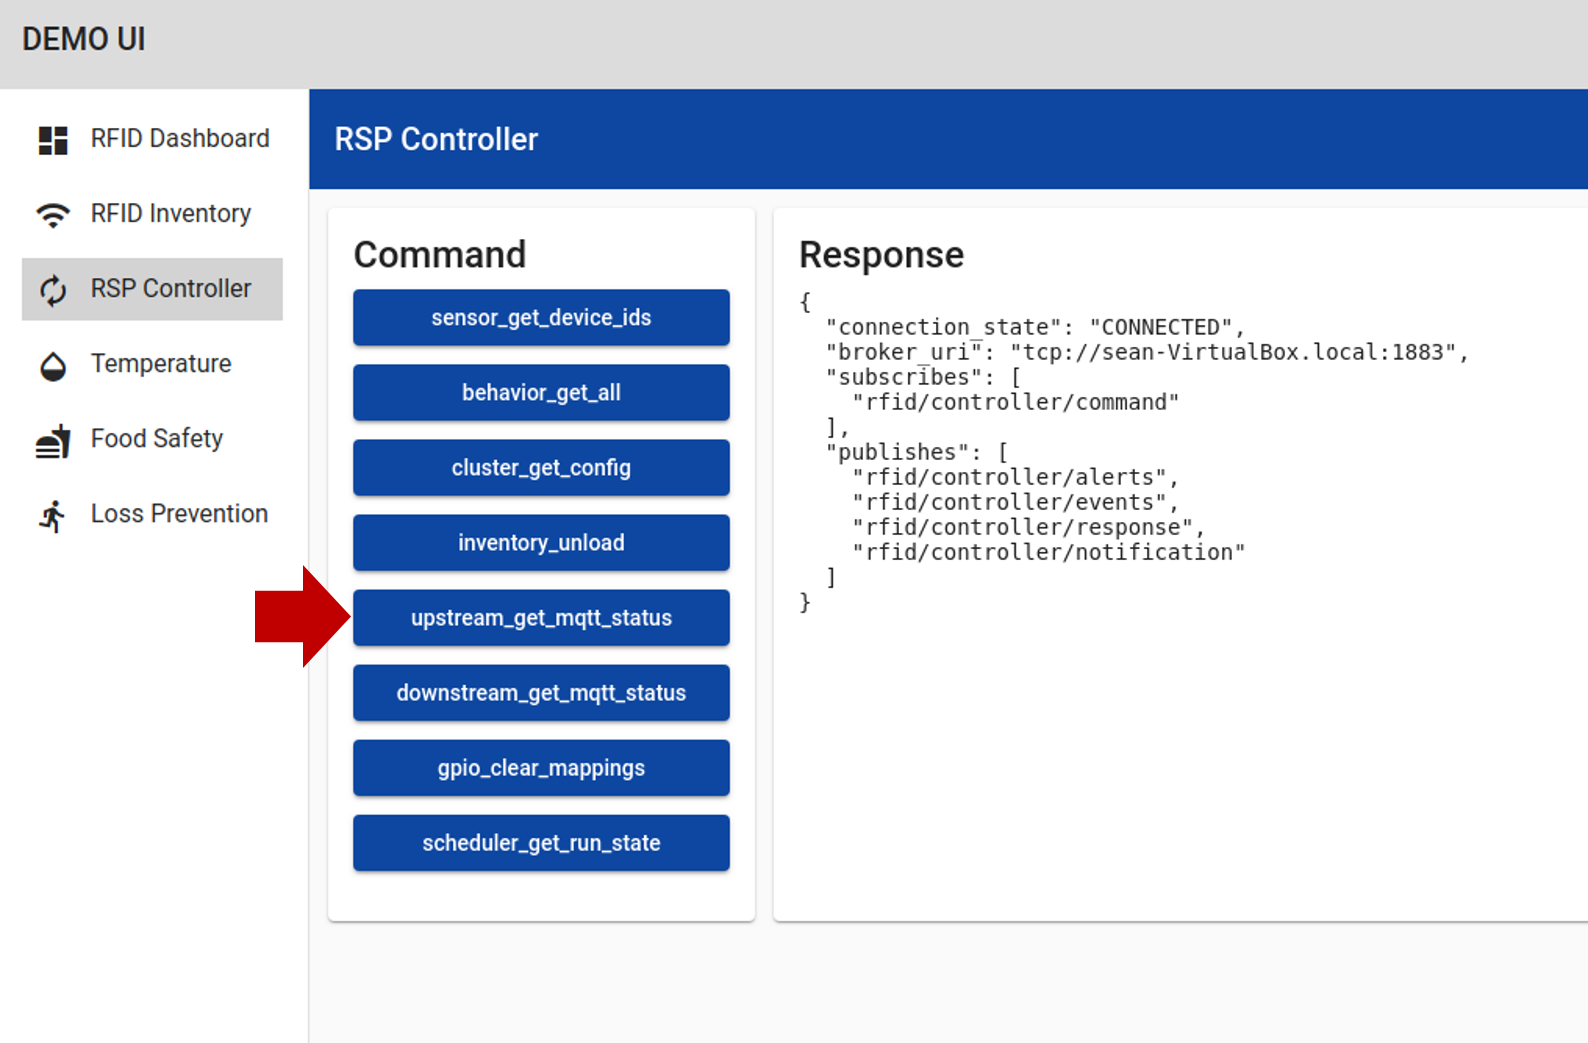 DEMO UI
RFID Dashboard
RFID Inventory
RSP Controller
Temperature
Food Safety
Loss Prevention
RSP Controller
Command
sensor_get_device_ids
behavior_get_all
cluster_get_config
inventory_unload
upstream_get_mqtt_status
downstream_get_mqtt_status
gpio_clear_mappings
scheduler_get_run_state
Response
{
  "connection_state": "CONNECTED",
  "broker_uri": "tcp://sean-VirtualBox.local:1883",
  "subscribes": [
    "rfid/controller/command"
  ],
  "publishes": [
    "rfid/controller/alerts",
    "rfid/controller/events",
    "rfid/controller/response",
    "rfid/controller/notification"
  ]
}